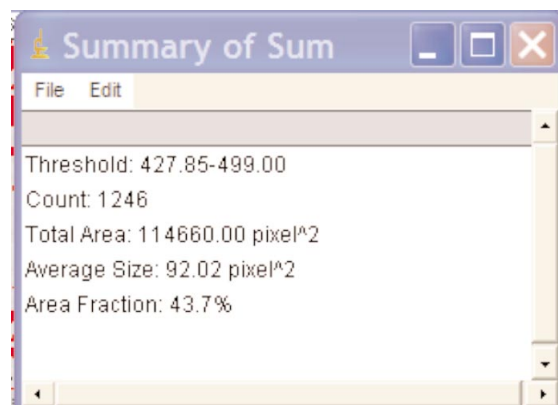 Summary of Sum
File Edit
Threshold: 427.85-499.00
Count: 1246
Total Area: 114660.00 pixel^2
Average Size: 92.02 pixel^2
Area Fraction: 43.7%